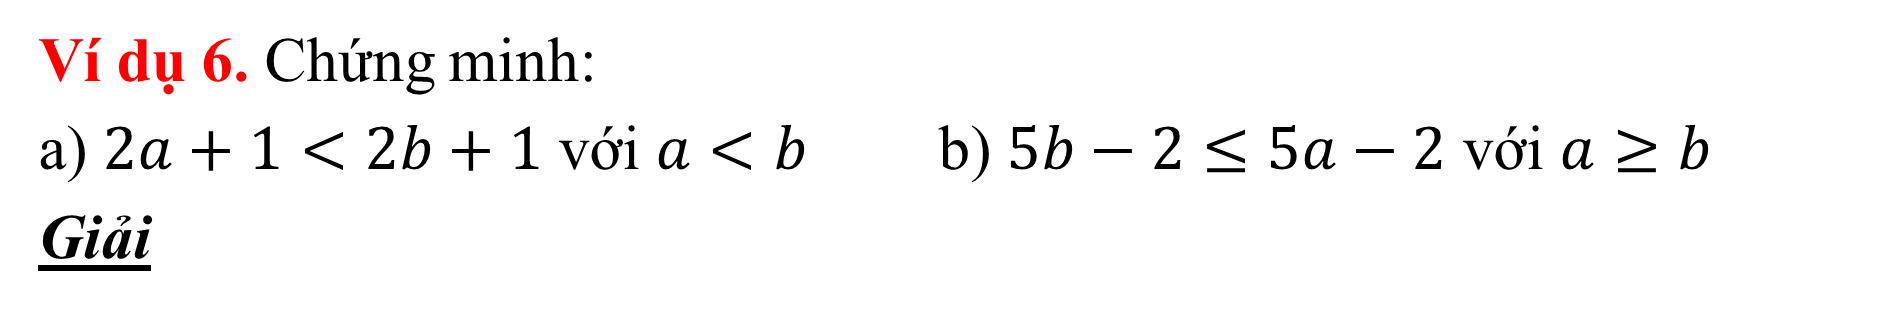 Ví dụ 6. Chứng minh:
a) 2a + 1 < 2b + 1 với a < b b) 5b − 2 ≤ 5a − 2 với a ≥ b
Giải